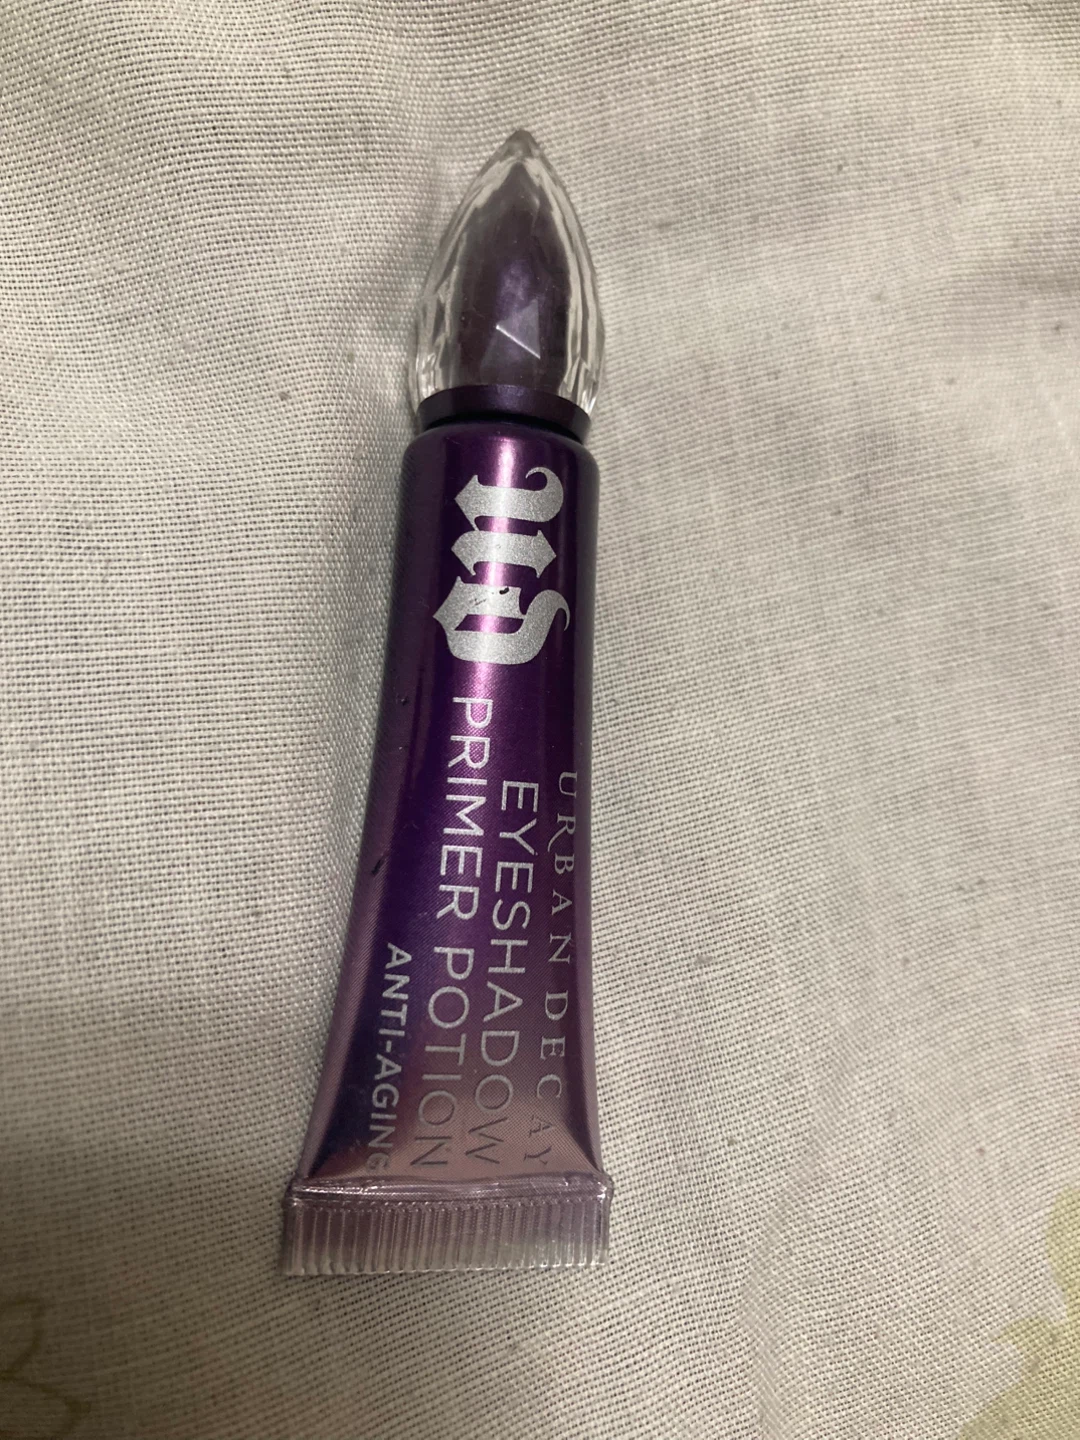 UD
URBAN DECAY
EYESHADOW
PRIMER POTION
ANTI-AGING